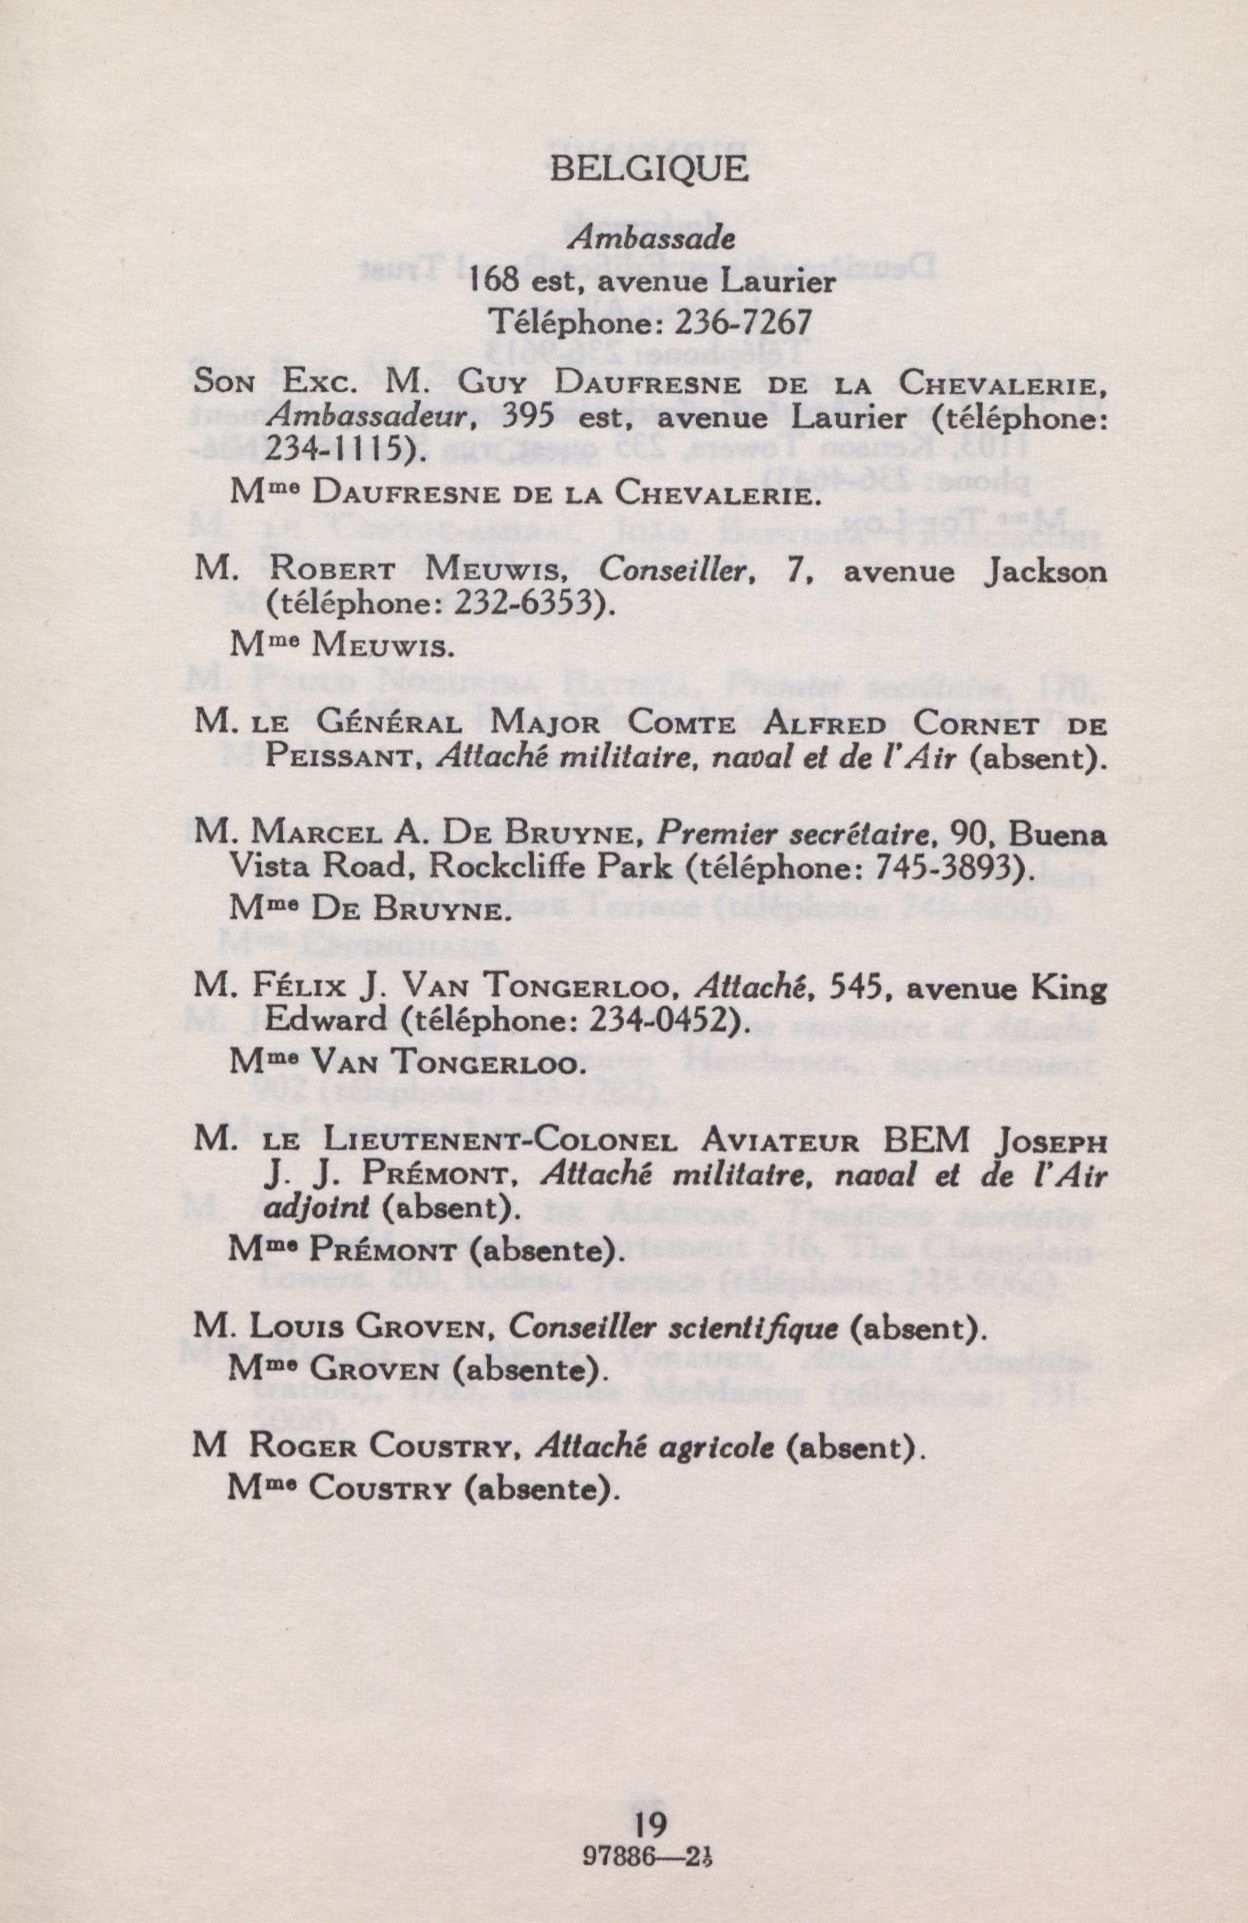 BELGIQUE
Ambassade
168 est, avenue Laurier
Téléphone: 236-7267
SON EXC. M. GUY DAUFRESNE DE LA CHEVALERIE,
Ambassadeur, 395 est, avenue Laurier (téléphone:
234-1115).
Mme DAUFRESNE DE LA CHEVALERIE.
M. ROBERT MEUWIS, Conseiller, 7, avenue Jackson
(téléphone: 232-6353).
Mme MEUWIS.
M. LE GÉNÉRAL MAJOR COMTE ALFRED CORNET DE
PEISSANT, Attaché militaire, naval et de l'Air (absent).
M. MARCEL A. DE BRUYNE, Premier secrétaire, 90, Buena
Vista Road, Rockcliffe Park (téléphone: 745-3893).
Mme DE BRUYNE.
M. FÉLIX J. VAN TONGERLOO, Attaché, 545, avenue King
Edward (téléphone: 234-0452).
Mme VAN TONGERLOO.
M. LE LIEUTENENT-COLONEL AVIATEUR BEM JOSEPH
J. J. PRÉMONT, Attaché militaire, naval et de l'Air
adjoint (absent).
Mme PRÉMONT (absente).
M. LOUIS GROVEN, Conseiller scientifique (absent).
Mme GROVEN (absente).
M ROGER COUSTRY, Attaché agricole (absent).
Mme COUSTRY (absente).
19
97886—2½